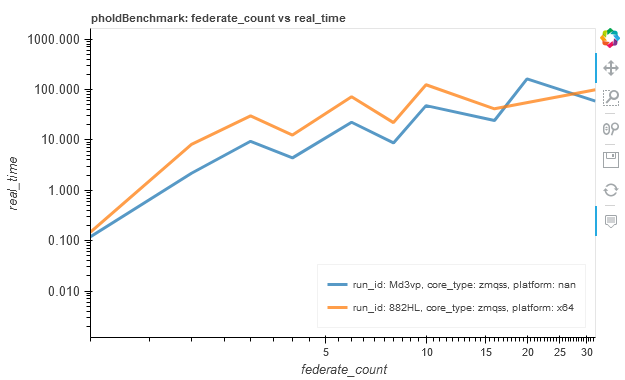 pholdBenchmark: federate_count vs real_time
1000.000
100.000
10.000
1.000
0.100
0.010
real_time
run_id: Md3vp, core_type: zmqss, platform: nan
run_id: 882HL, core_type: zmqss, platform: x64
5 10 15 20 25 30
federate_count